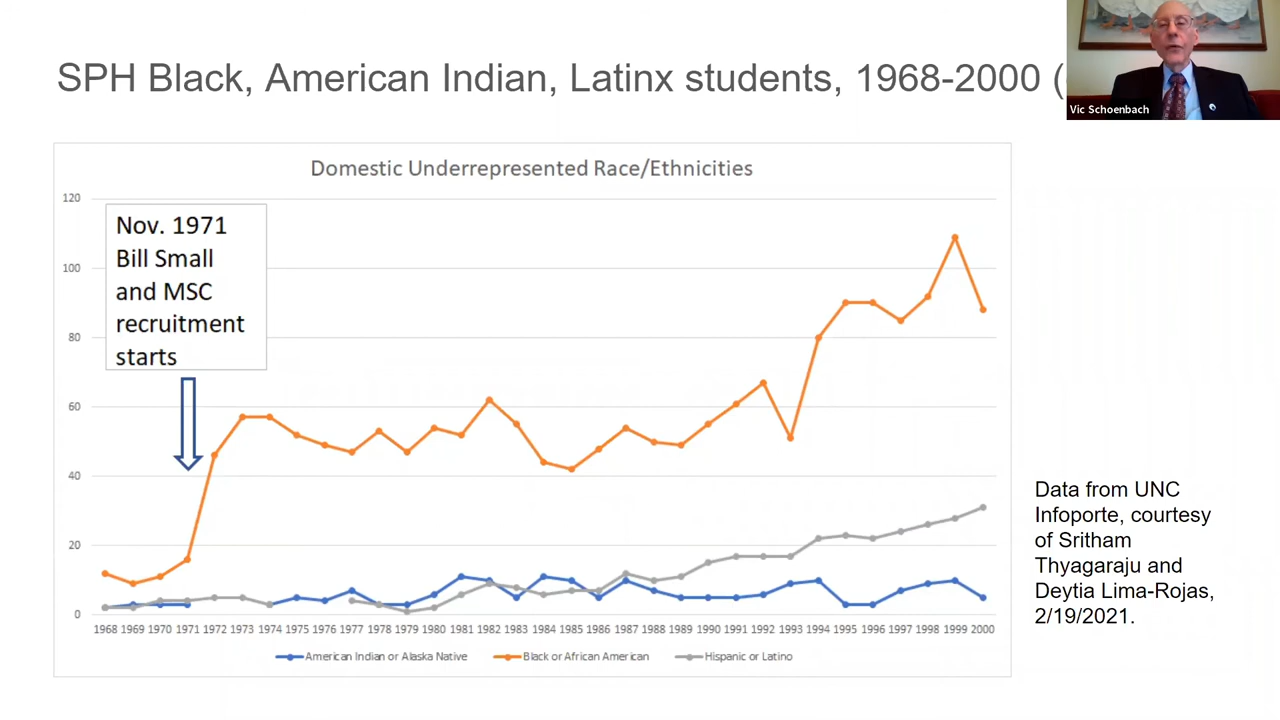 SPH Black, American Indian, Latinx students, 1968-2000 (
Vic Schoenbach
Domestic Underrepresented Race/Ethnicities
120
100
80
60
40
20
0
Nov. 1971
Bill Small
and MSC
recruitment
starts
1968 1969 1970 1971 1972 1973 1974 1975 1976 1977 1978 1979 1980 1981 1982 1983 1984 1985 1986 1987 1988 1989 1990 1991 1992 1993 1994 1995 1996 1997 1998 1999 2000
American Indian or Alaska Native Black or African American Hispanic or Latino
Data from UNC
Infoporte, courtesy
of Sritham
Thyagaraju and
Deytia Lima-Rojas,
2/19/2021.